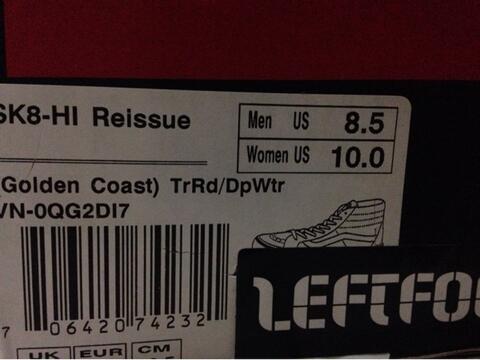 SK8-HI Reissue
Men US 8.5
Women US 10.0
(Golden Coast) TrRd/DpWtr
VN-0QG2DI7
7 06420 74232
LEFTFO
UK EUR CM